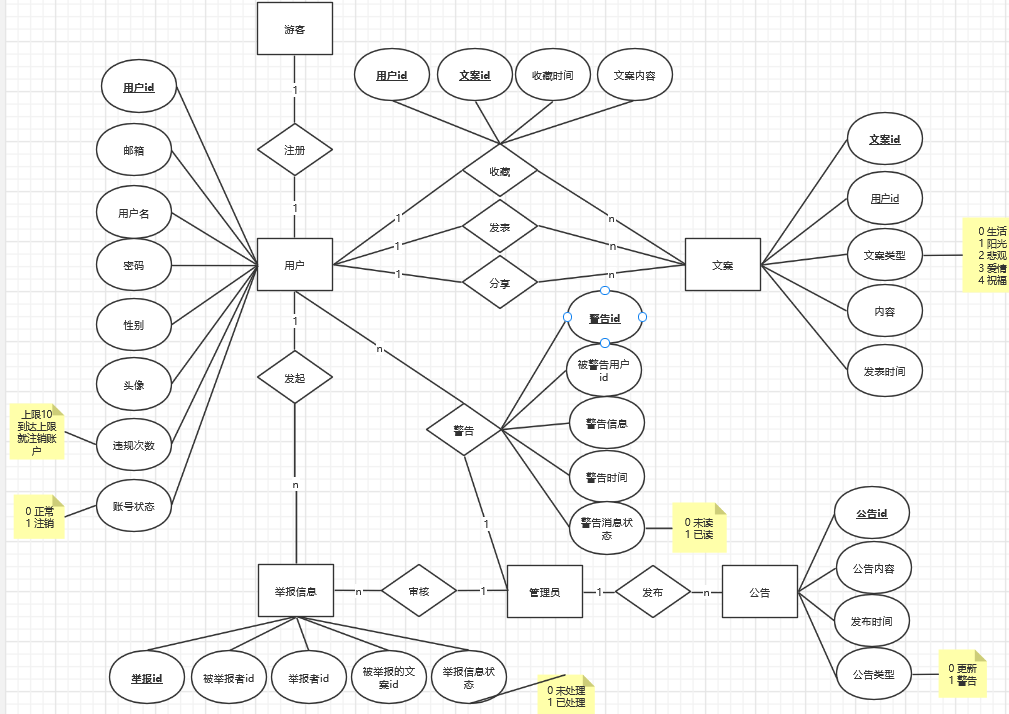 游客
1
注册
1
用户id
文案id
收藏时间
文案内容
用户id
邮箱
用户名
密码
性别
头像
违规次数
账号状态
上限10
到达上限
就注销账
户
0 正常
1 注销
用户
1
收藏
n
1
发表
n
1
分享
n
文案
文案id
用户id
文案类型
内容
发表时间
0 生活
1 阳光
2 悲观
3 爱情
4 祝福
1
发起
n
n
警告
1
警告id
被警告用户
id
警告信息
警告时间
警告消息状
态
0 未读
1 已读
举报信息
n
审核
1
管理员
1
发布
n
公告
公告id
公告内容
发布时间
公告类型
0 更新
1 警告
举报id
被举报者id
举报者id
被举报的文
案id
举报信息状
态
0 未处理
1 已处理